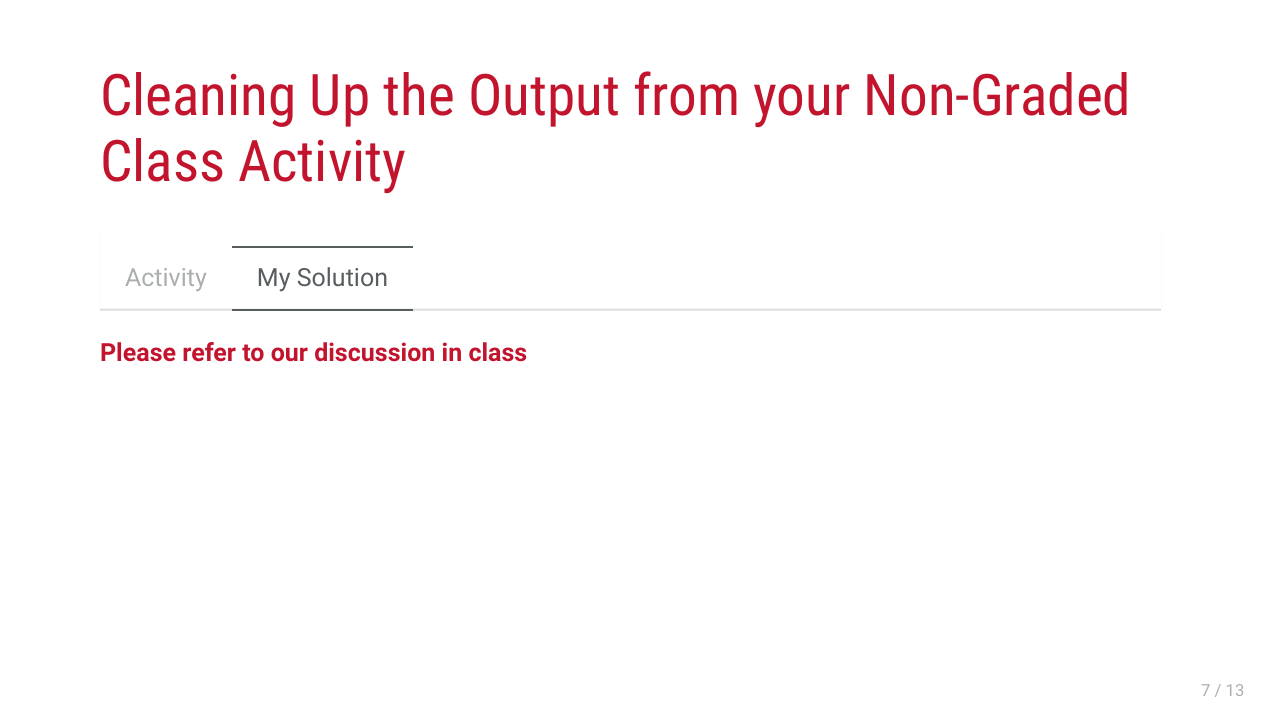 Cleaning Up the Output from your Non-Graded
Class Activity
Activity
My Solution
Please refer to our discussion in class
7 / 13